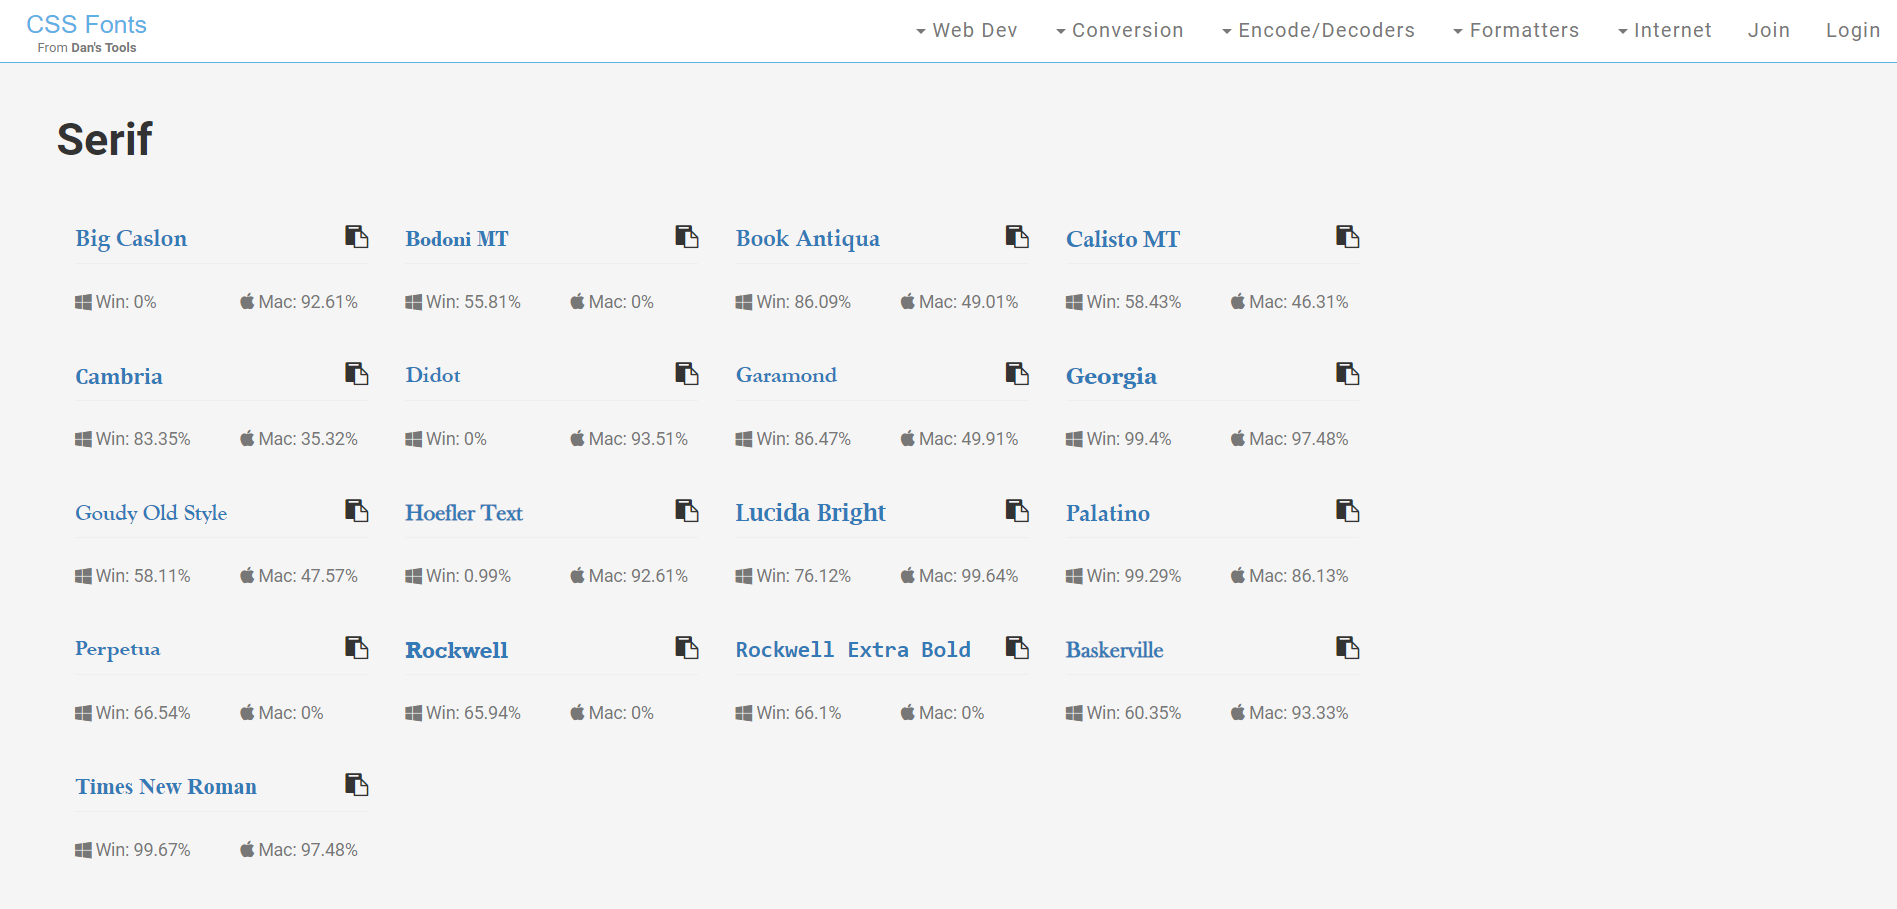 CSS Fonts
From Dan's Tools
Web Dev Conversion Encode/Decoders Formatters Internet Join Login
Serif
Big Caslon Bodoni MT Book Antiqua Calisto MT
Win: 0% Mac: 92.61% Win: 55.81% Mac: 0% Win: 86.09% Mac: 49.01% Win: 58.43% Mac: 46.31%
Cambria Didot Garamond Georgia
Win: 83.35% Mac: 35.32% Win: 0% Mac: 93.51% Win: 86.47% Mac: 49.91% Win: 99.4% Mac: 97.48%
Goudy Old Style Hoefler Text Lucida Bright Palatino
Win: 58.11% Mac: 47.57% Win: 0.99% Mac: 92.61% Win: 76.12% Mac: 99.64% Win: 99.29% Mac: 86.13%
Perpetua Rockwell Rockwell Extra Bold Baskerville
Win: 66.54% Mac: 0% Win: 65.94% Mac: 0% Win: 66.1% Mac: 0% Win: 60.35% Mac: 93.33%
Times New Roman
Win: 99.67% Mac: 97.48%